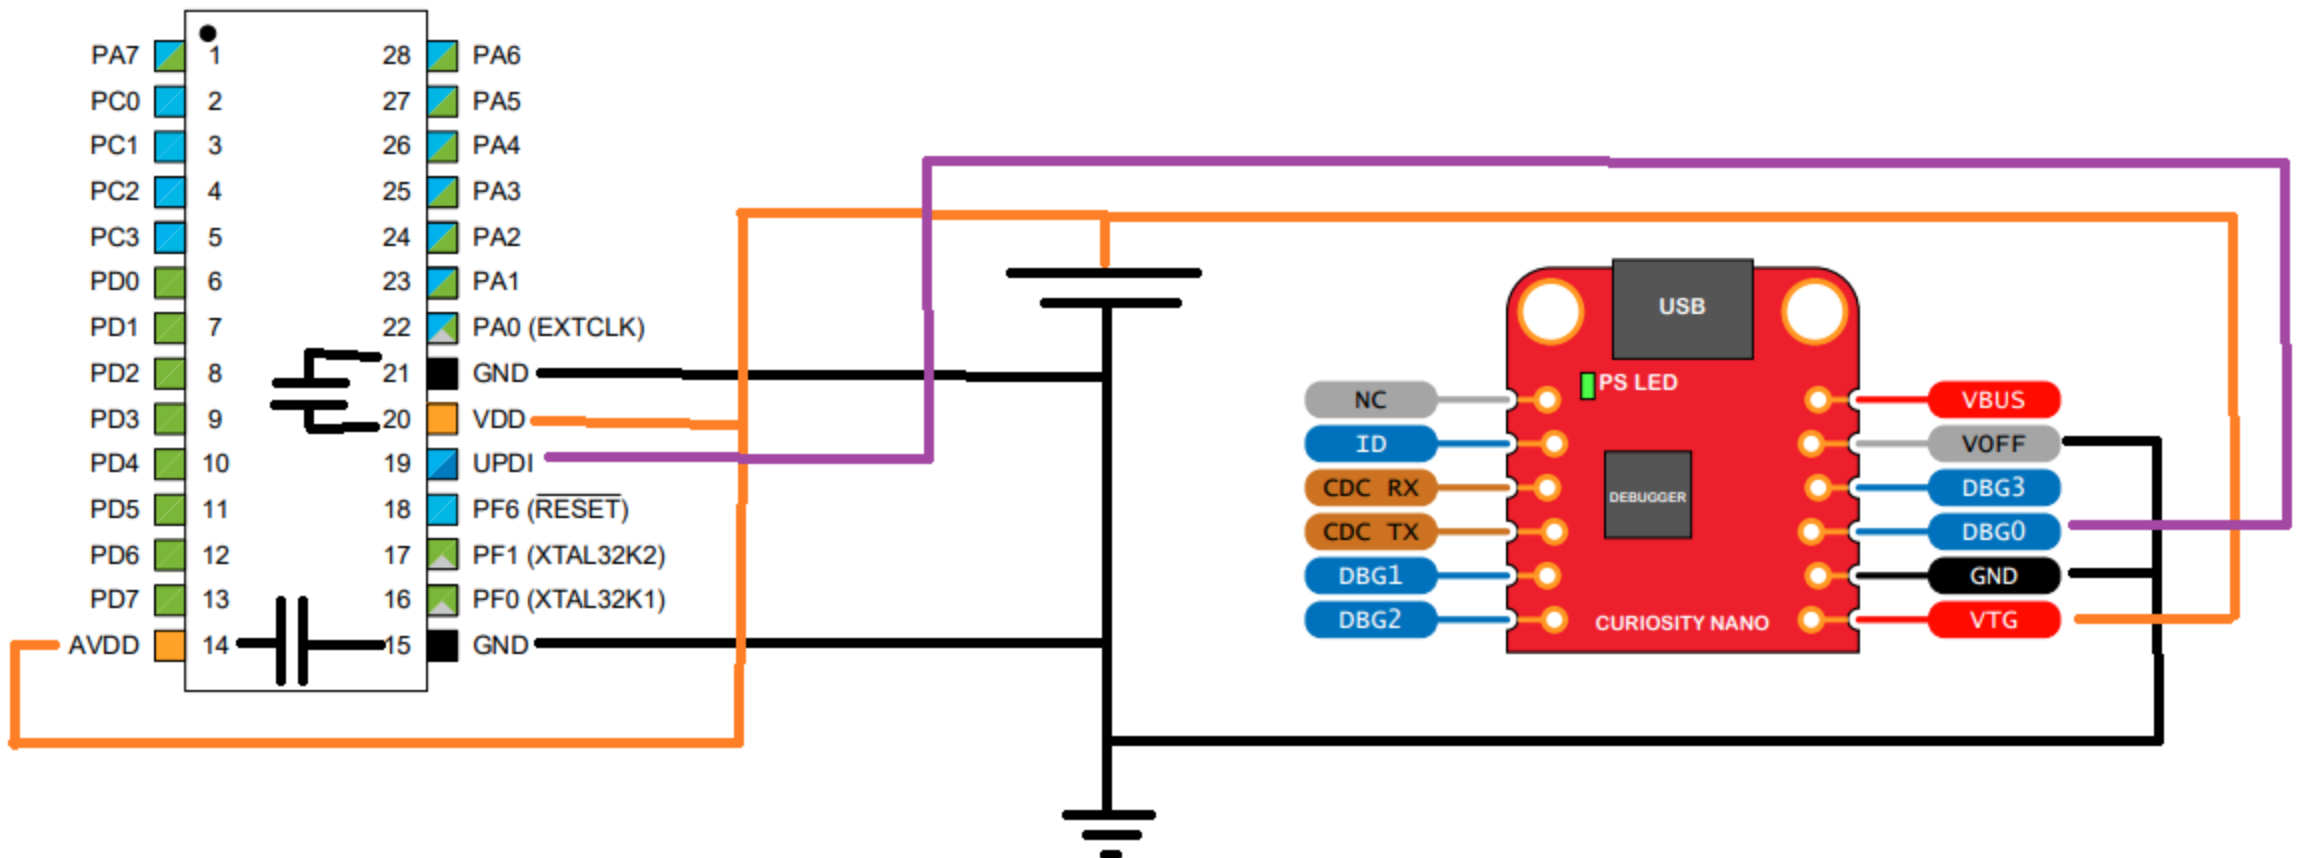 PA7 1 28 PA6
PC0 2 27 PA5
PC1 3 26 PA4
PC2 4 25 PA3
PC3 5 24 PA2
PD0 6 23 PA1
PD1 7 22 PA0 (EXTCLK)
PD2 8 21 GND
PD3 9 20 VDD
PD4 10 19 UPDI
PD5 11 18 PF6 (RESET)
PD6 12 17 PF1 (XTAL32K2)
PD7 13 16 PF0 (XTAL32K1)
AVDD 14 15 GND
USB
PS LED
NC VBUS
ID VOFF
CDC RX DEBUGGER DBG3
CDC TX DBG0
DBG1 GND
DBG2 CURIOSITY NANO VTG